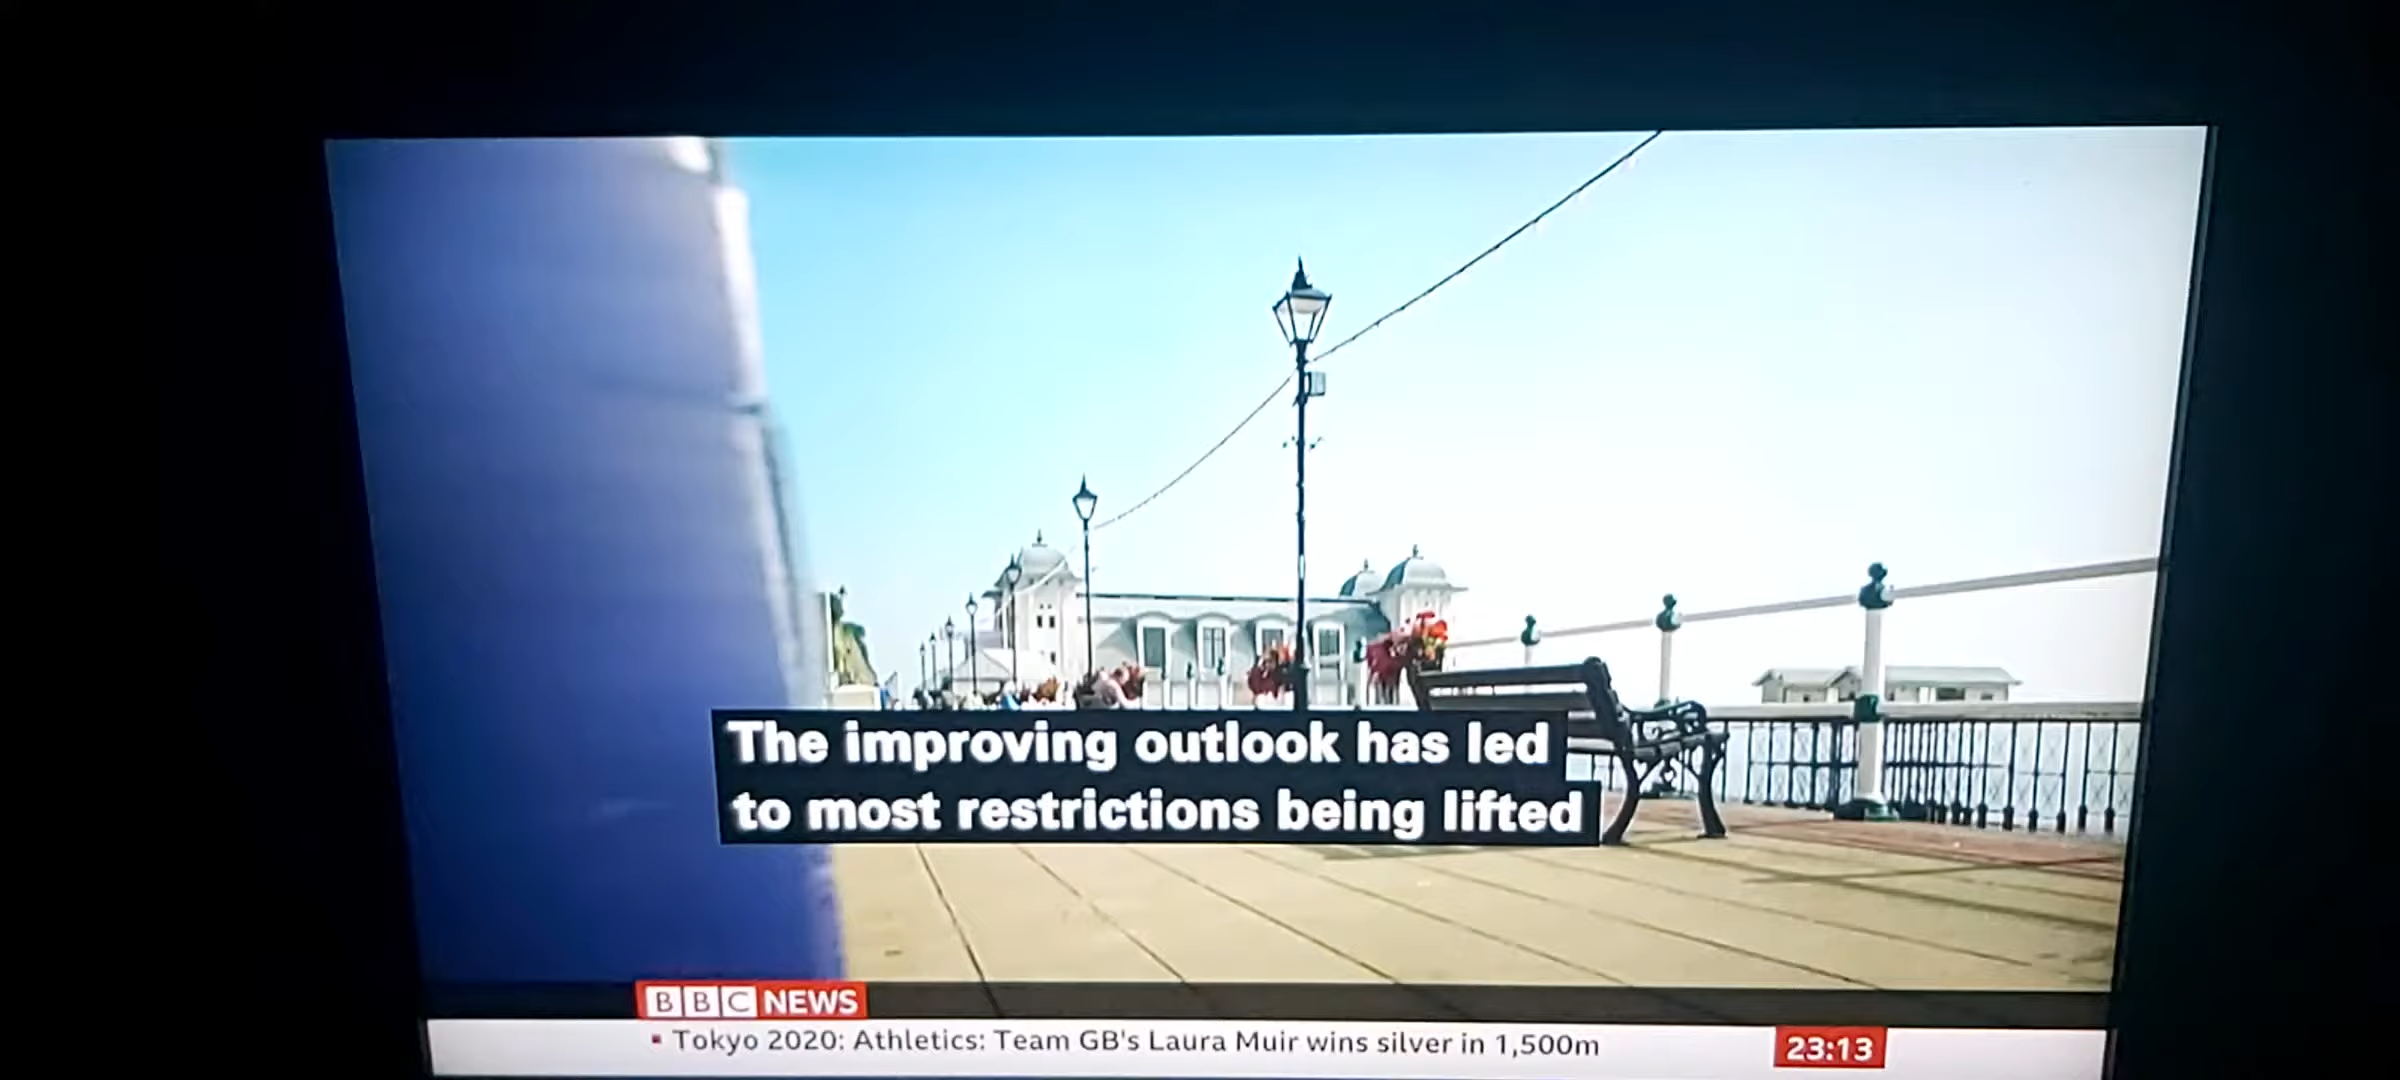 The improving outlook has led
to most restrictions being lifted
BBC NEWS
▪ Tokyo 2020: Athletics: Team GB's Laura Muir wins silver in 1,500m
23:13